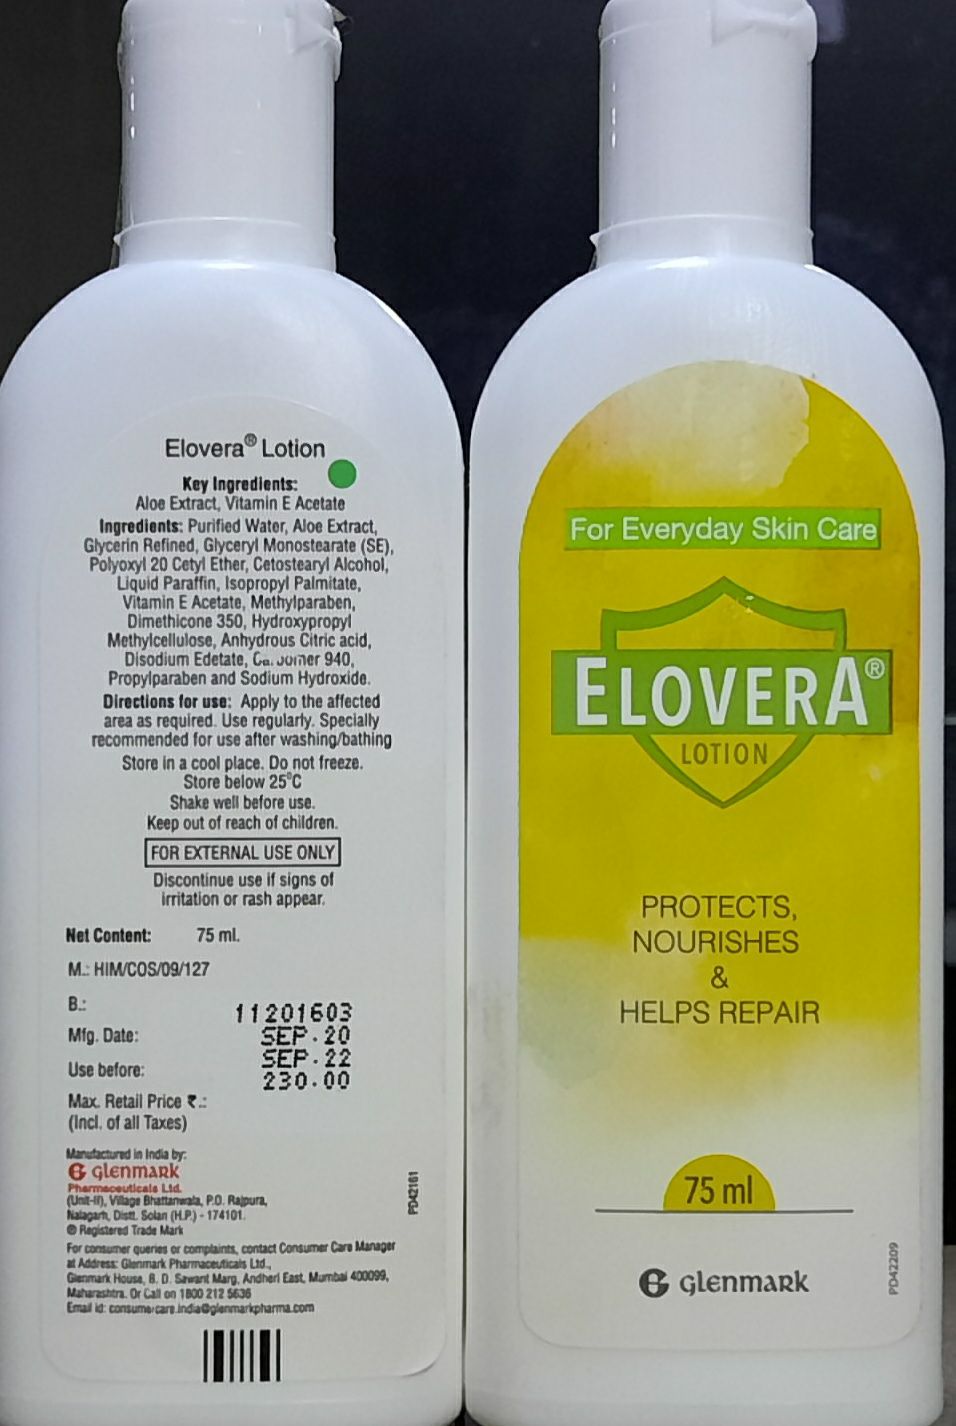 Elovera® Lotion
Key Ingredients:
Aloe Extract, Vitamin E Acetate
Ingredients: Purified Water, Aloe Extract,
Glycerin Refined, Glyceryl Monostearate (SE),
Polyoxyl 20 Cetyl Ether, Cetostearyl Alcohol,
Liquid Paraffin, Isopropyl Palmitate,
Vitamin E Acetate, Methylparaben,
Dimethicone 350, Hydroxypropyl
Methylcellulose, Anhydrous Citric acid,
Disodium Edetate, Carbomer 940,
Propylparaben and Sodium Hydroxide.
Directions for use: Apply to the affected
area as required. Use regularly. Specially
recommended for use after washing/bathing
Store in a cool place. Do not freeze.
Store below 25°C
Shake well before use.
Keep out of reach of children.
FOR EXTERNAL USE ONLY
Discontinue use if signs of
irritation or rash appear.
Net Content: 75 ml.
M.: HIM/COS/09/127
B.: 11201603
Mfg. Date: SEP.20
Use before: SEP.22
Max. Retail Price ₹.: 230.00
(Incl. of all Taxes)
Manufactured in India by:
Glenmark
Pharmaceuticals Ltd.
(Unit-II), Village Bhattanwala, P.O. Rajpura,
Nalagarh, Distt. Solan (H.P.) - 174101.
® Registered Trade Mark
For consumer queries or complaints, contact Consumer Care Manager
at Address: Glenmark Pharmaceuticals Ltd.,
Glenmark House, B. D. Sawant Marg, Andheri East, Mumbai 400099,
Maharashtra. Or Call on 1800 212 5636
Email id: consumercare.india@glenmarkpharma.com
PD42161
For Everyday Skin Care
ELOVERA®
LOTION
PROTECTS,
NOURISHES
&
HELPS REPAIR
75 ml
Glenmark
PD42209